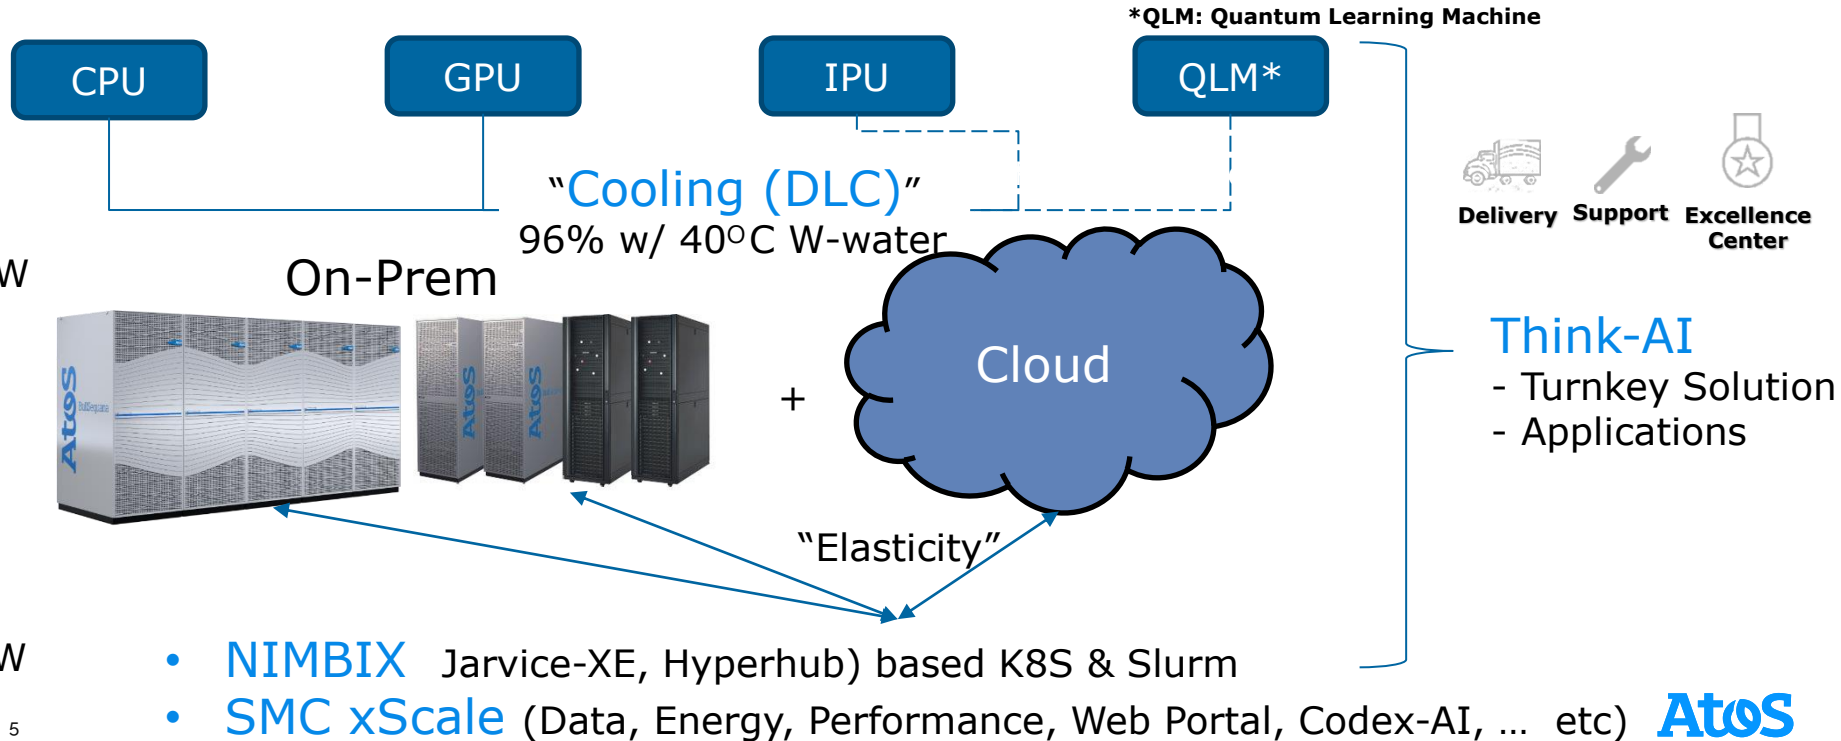 *QLM: Quantum Learning Machine
CPU
GPU
IPU
QLM*
"Cooling (DLC)"
96% w/ 40ºC W-water
Delivery
Support
Excellence
Center
W
On-Prem
Atos
Atos
Atos
+
Cloud
Think-AI
- Turnkey Solution
- Applications
"Elasticity"
W
• NIMBIX Jarvice-XE, Hyperhub) based K8S & Slurm
• SMC xScale (Data, Energy, Performance, Web Portal, Codex-AI, … etc)
Atos
5